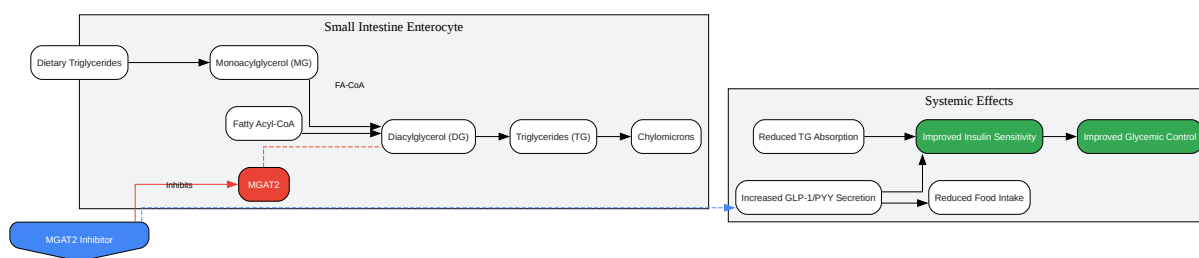 Small Intestine Enterocyte
Dietary Triglycerides
Monoacylglycerol (MG)
FA-CoA
Fatty Acyl-CoA
Diacylglycerol (DG)
Triglycerides (TG)
Chylomicrons
Inhibits
MGAT2
MGAT2 Inhibitor
Systemic Effects
Reduced TG Absorption
Improved Insulin Sensitivity
Improved Glycemic Control
Increased GLP-1/PYY Secretion
Reduced Food Intake